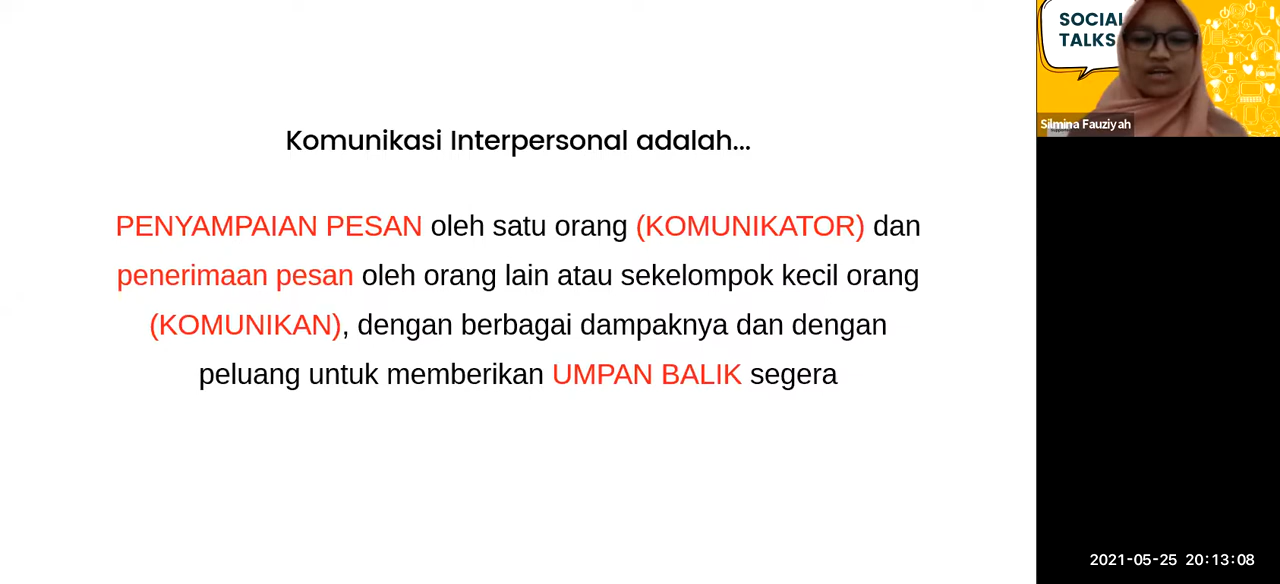 Komunikasi Interpersonal adalah...
PENYAMPAIAN PESAN oleh satu orang (KOMUNIKATOR) dan
penerimaan pesan oleh orang lain atau sekelompok kecil orang
(KOMUNIKAN), dengan berbagai dampaknya dan dengan
peluang untuk memberikan UMPAN BALIK segera
SOCIAL
TALKS
Silmina Fauziyah
2021-05-25 20:13:08